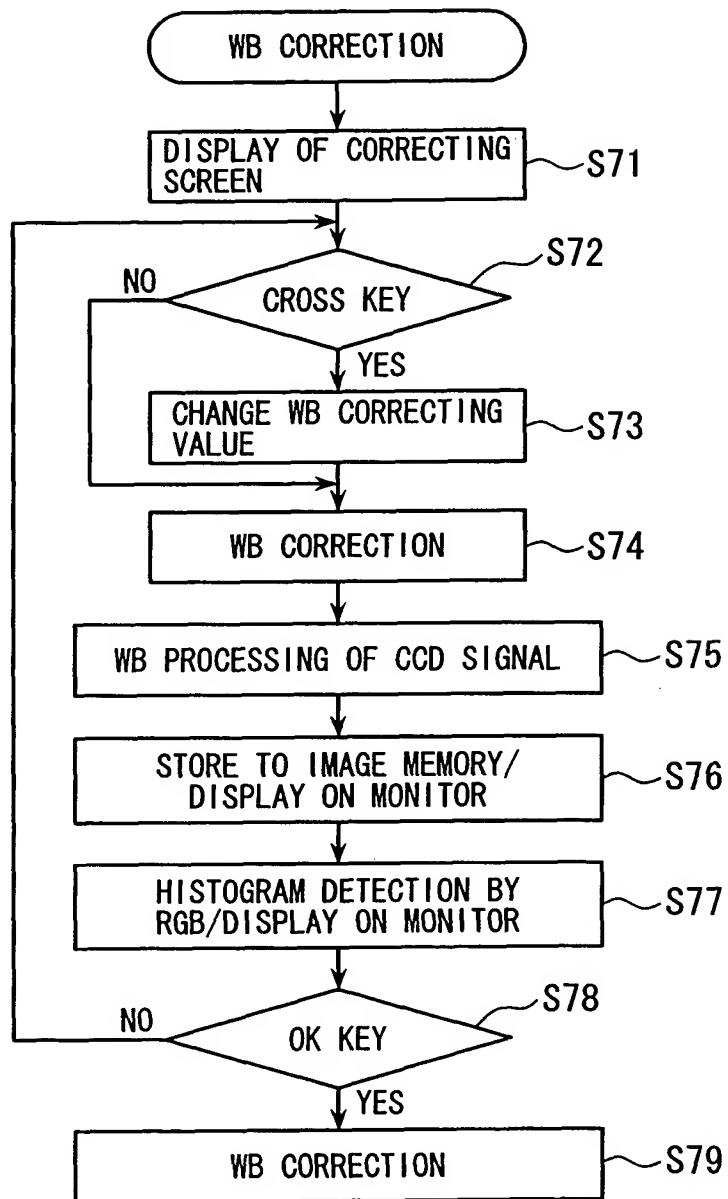 WB CORRECTION
DISPLAY OF CORRECTING
SCREEN
S71
S72
NO
CROSS KEY
YES
CHANGE WB CORRECTING
VALUE
S73
WB CORRECTION
S74
WB PROCESSING OF CCD SIGNAL
S75
STORE TO IMAGE MEMORY/
DISPLAY ON MONITOR
S76
HISTOGRAM DETECTION BY
RGB/DISPLAY ON MONITOR
S77
S78
NO
OK KEY
YES
WB CORRECTION
S79